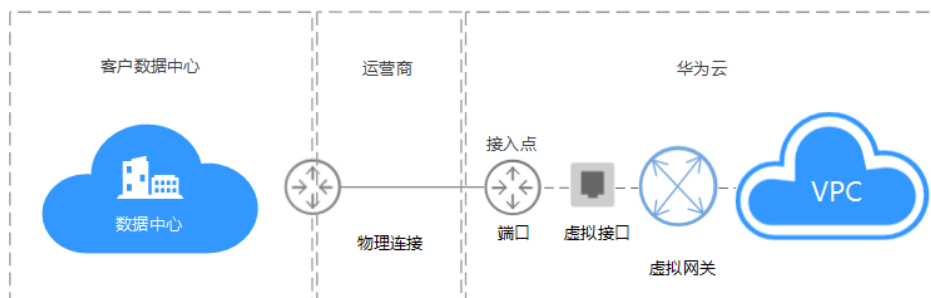 客户数据中心
运营商
华为云
接入点
数据中心
VPC
端口
虚拟接口
物理连接
虚拟网关